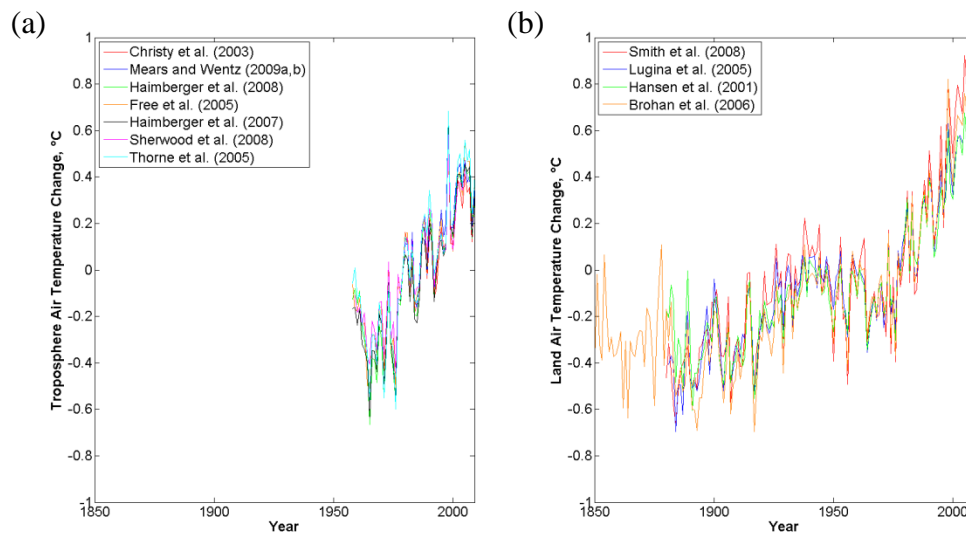 (a)
Troposphere Air Temperature Change, °C
1
0.8
0.6
0.4
0.2
0
-0.2
-0.4
-0.6
-0.8
-1
Christy et al. (2003)
Mears and Wentz (2009a,b)
Haimberger et al. (2008)
Free et al. (2005)
Haimberger et al. (2007)
Sherwood et al. (2008)
Thorne et al. (2005)
1850
1900
1950
2000
Year
(b)
Land Air Temperature Change, °C
1
0.8
0.6
0.4
0.2
0
-0.2
-0.4
-0.6
-0.8
-1
Smith et al. (2008)
Lugina et al. (2005)
Hansen et al. (2001)
Brohan et al. (2006)
1850
1900
1950
2000
Year